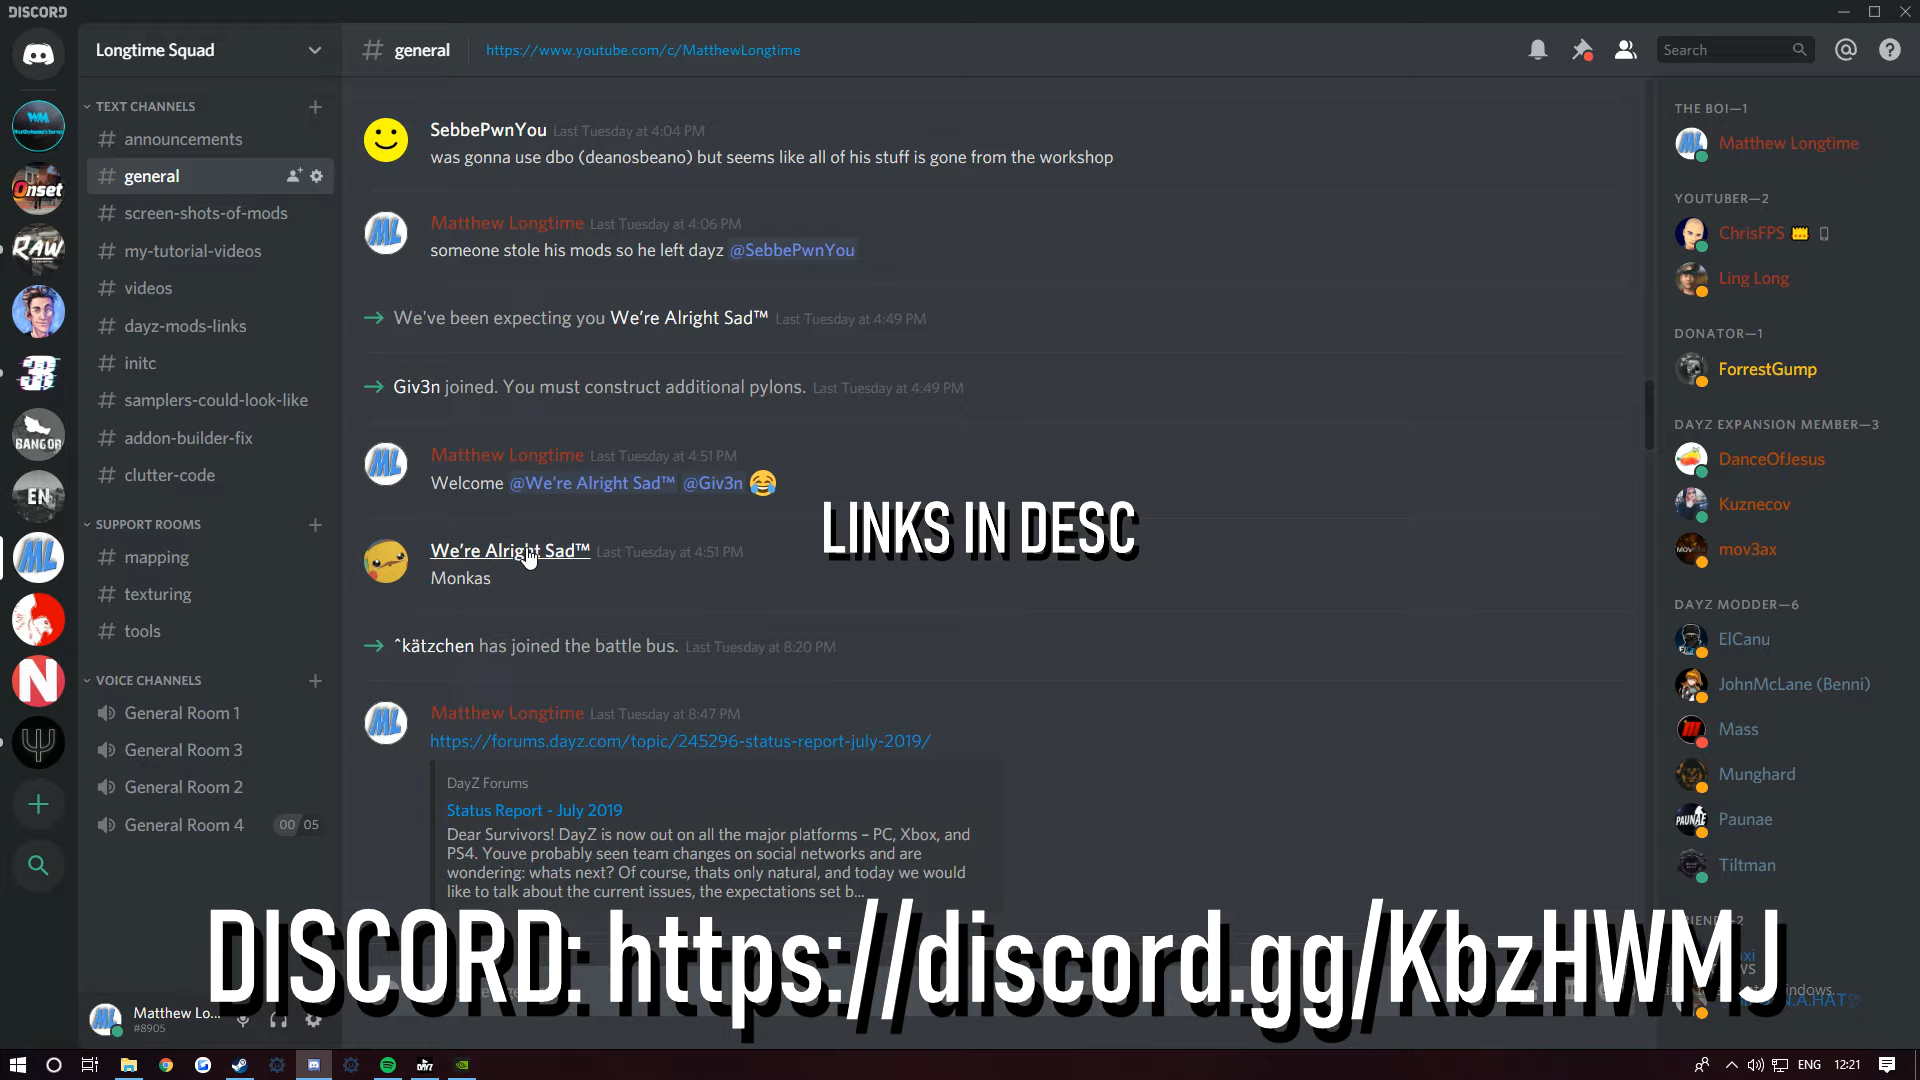 DISCORD
Longtime Squad
general
https://www.youtube.com/c/MatthewLongtime
Search
TEXT CHANNELS
announcements
general
screen-shots-of-mods
my-tutorial-videos
videos
dayz-mods-links
initc
samplers-could-look-like
addon-builder-fix
clutter-code
SUPPORT ROOMS
mapping
texturing
tools
VOICE CHANNELS
General Room 1
General Room 3
General Room 2
General Room 4 00 05
Matthew Lo...
#8905
WM
Onset
RAW
BANGOR
EN
ML
N
SebbePwnYou Last Tuesday at 4:04 PM
was gonna use dbo (deanosbeano) but seems like all of his stuff is gone from the workshop
Matthew Longtime Last Tuesday at 4:06 PM
someone stole his mods so he left dayz @SebbePwnYou
We've been expecting you We're Alright Sad™ Last Tuesday at 4:49 PM
Giv3n joined. You must construct additional pylons. Last Tuesday at 4:49 PM
Matthew Longtime Last Tuesday at 4:51 PM
Welcome @We're Alright Sad™ @Giv3n 😂
We're Alright Sad™ Last Tuesday at 4:51 PM
Monkas
ˆkätzchen has joined the battle bus. Last Tuesday at 8:20 PM
Matthew Longtime Last Tuesday at 8:47 PM
https://forums.dayz.com/topic/245296-status-report-july-2019/
DayZ Forums
Status Report - July 2019
Dear Survivors! DayZ is now out on all the major platforms – PC, Xbox, and
PS4. Youve probably seen team changes on social networks and are
wondering: whats next? Of course, thats only natural, and today we would
like to talk about the current issues, the expectations set b...
LINKS IN DESC
DISCORD: https://discord.gg/KbzHWMJ
THE BOI—1
Matthew Longtime
YOUTUBER—2
ChrisFPS
Ling Long
DONATOR—1
ForrestGump
DAYZ EXPANSION MEMBER—3
DanceOfJesus
Kuznecov
mov3ax
DAYZ MODDER—6
ElCanu
JohnMcLane (Benni)
Mass
Munghard
Paunae
Tiltman
ENG 12:21